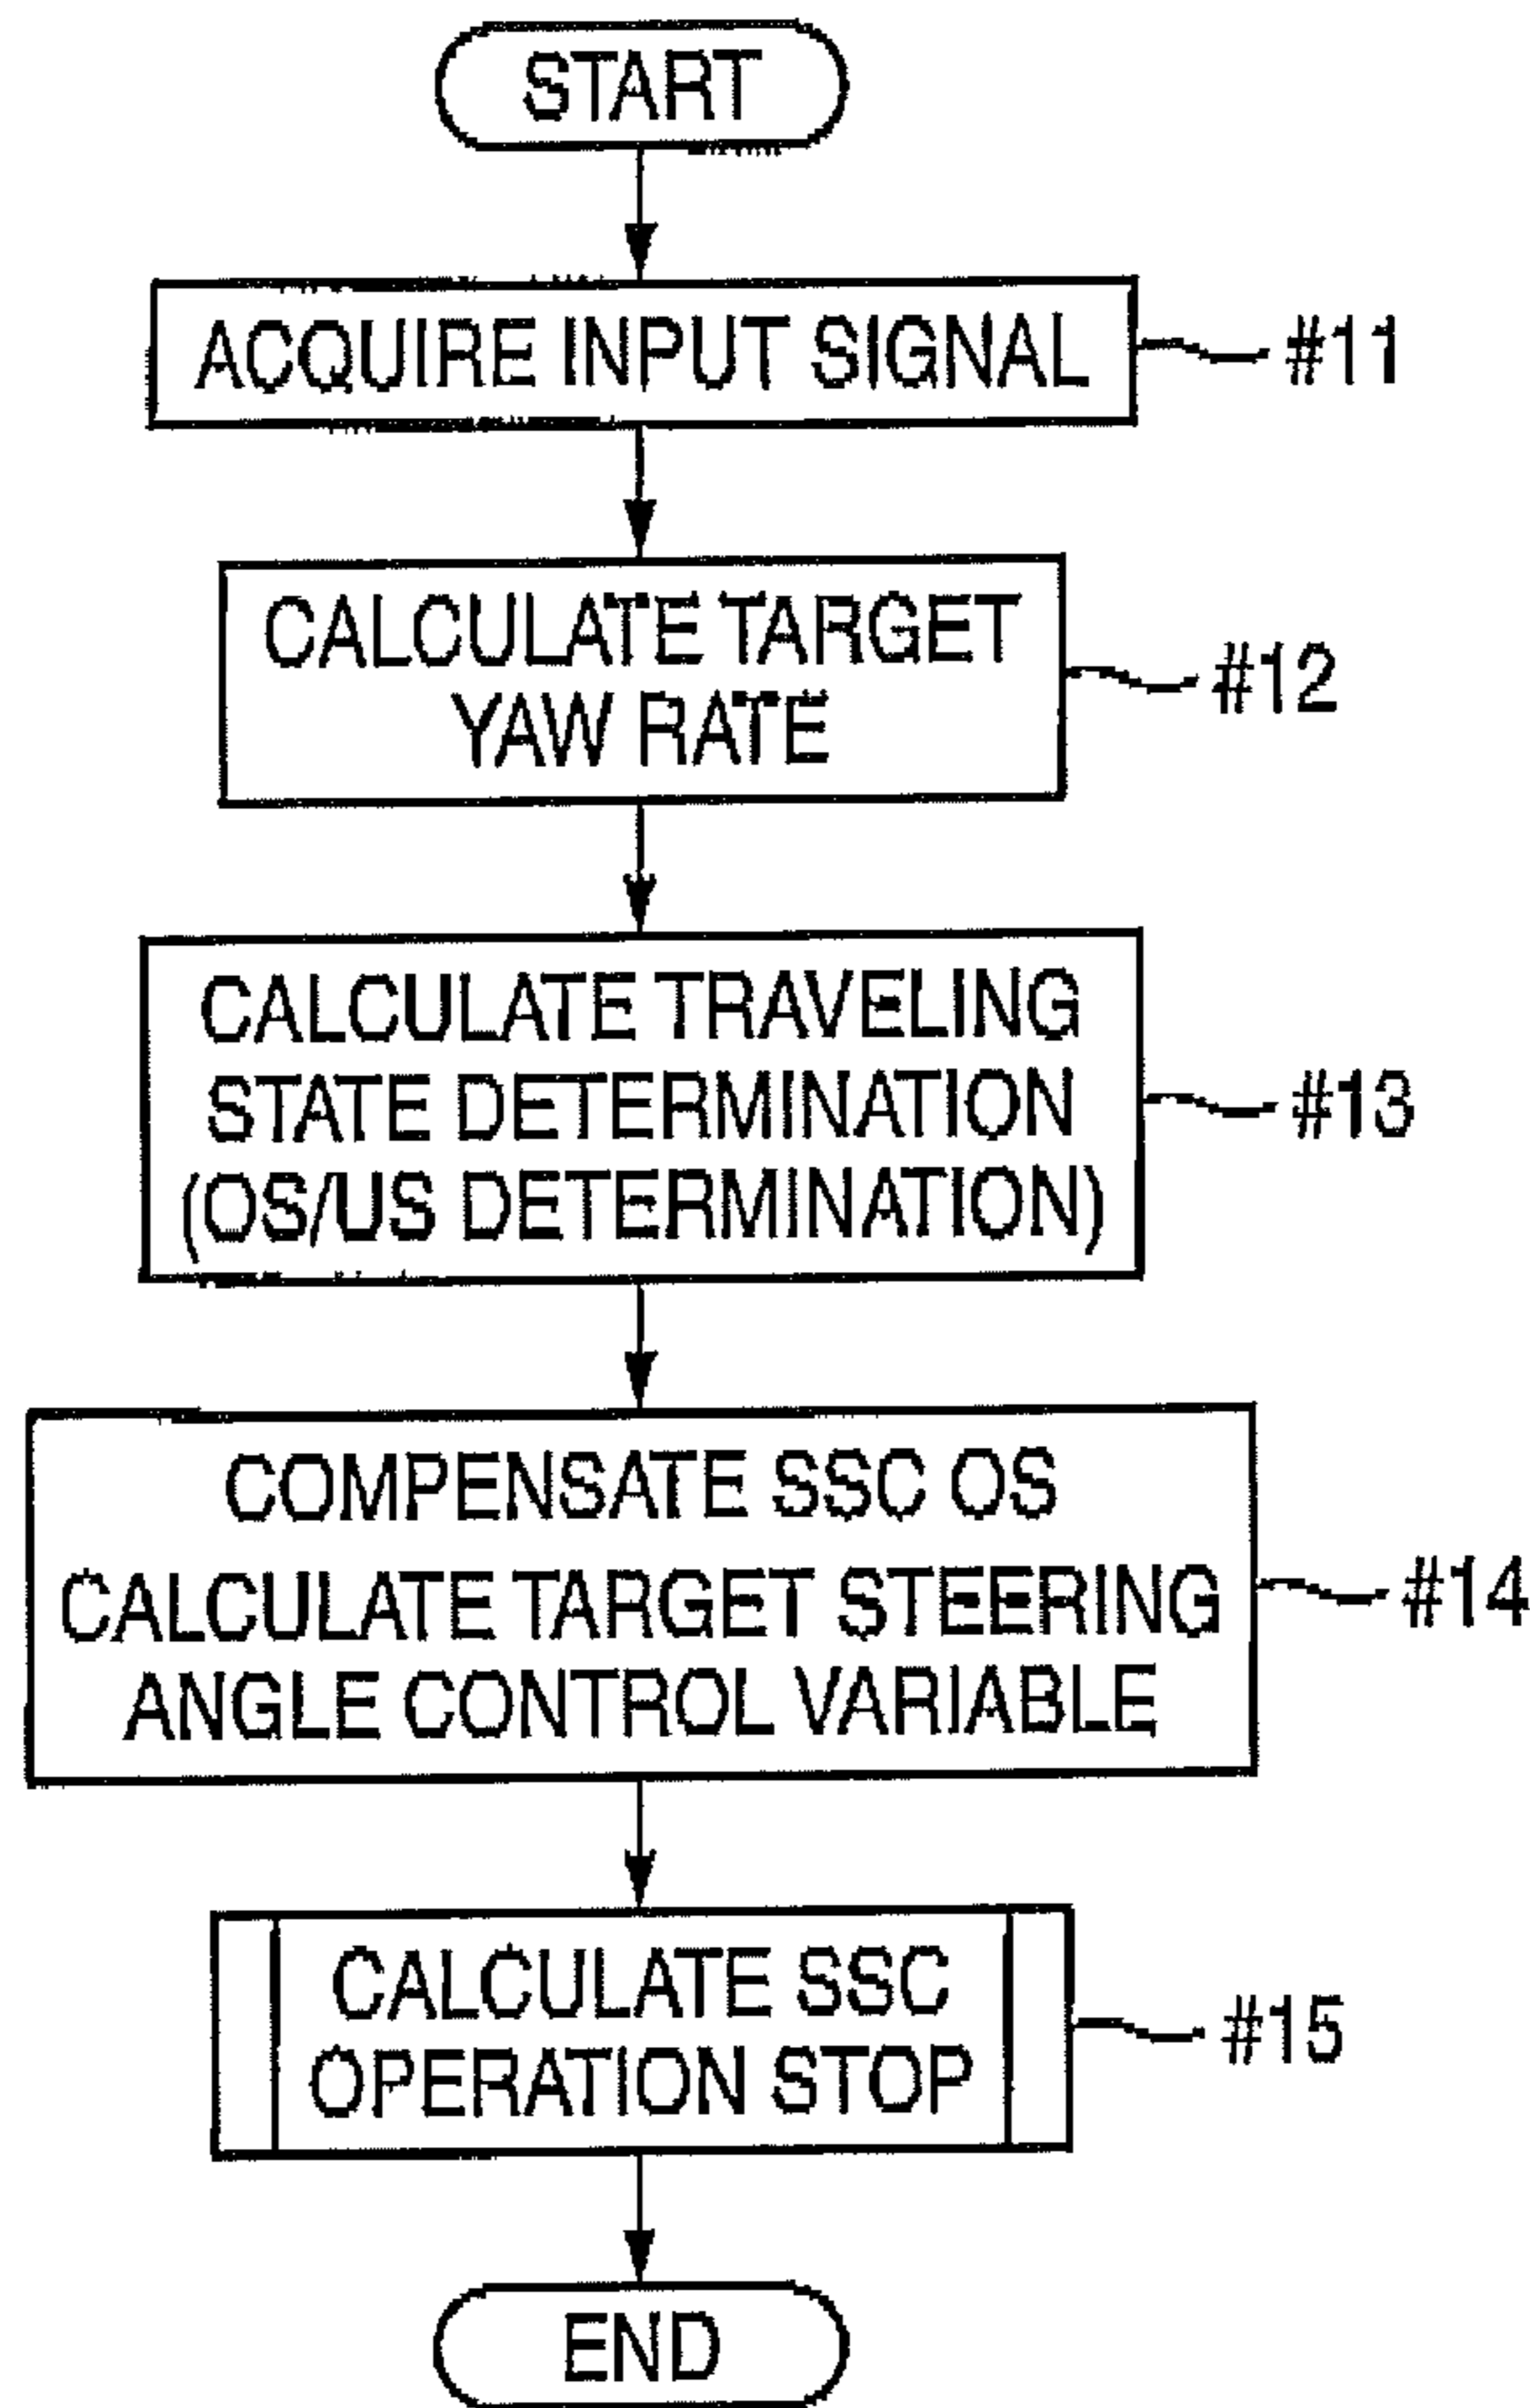 START
ACQUIRE INPUT SIGNAL
#11
CALCULATE TARGET
YAW RATE
#12
CALCULATE TRAVELING
STATE DETERMINATION
(OS/US DETERMINATION)
#13
COMPENSATE SSC OS
CALCULATE TARGET STEERING
ANGLE CONTROL VARIABLE
#14
CALCULATE SSC
OPERATION STOP
#15
END